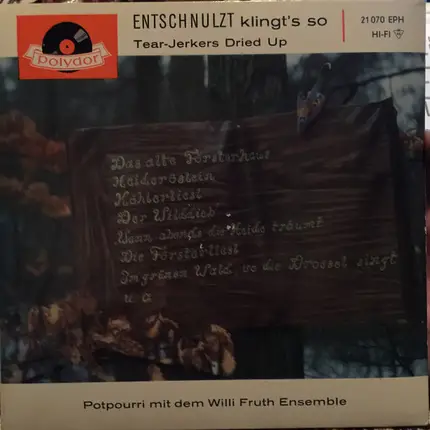 polydor
ENTSCHNULZT klingt's so
Tear-Jerkers Dried Up
21 070 EPH
HI-FI
Das alte Försterhaus
Heideröslein
Köhlerliesl
Der Wilddieb
Wenn abends die Heide träumt
Die Försterliesl
Im grünen Wald, wo die Drossel singt
u. a.
Potpourri mit dem Willi Fruth Ensemble